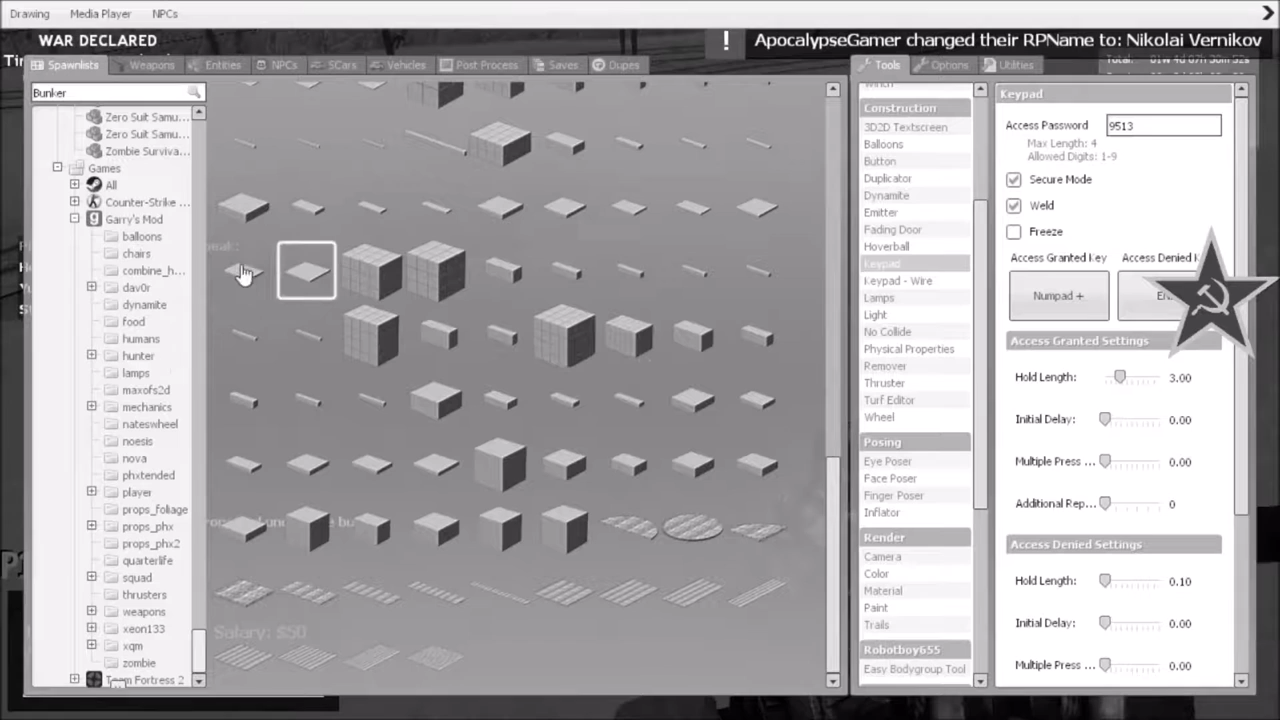 Drawing Media Player NPCs
WAR DECLARED
! ApocalypseGamer changed their RPName to: Nikolai Vernikov
Spawnlists Weapons Entities NPCs SCars Vehicles Post Process Saves Dupes
Bunker
Zero Suit Samu...
Zero Suit Samu...
Zombie Surviva...
Games
All
Counter-Strike ...
Garry's Mod
balloons
chairs
combine_h...
dav0r
dynamite
food
humans
hunter
lamps
maxofs2d
mechanics
nateswheel
noesis
nova
phxtended
player
props_foliage
props_phx
props_phx2
quarterlife
squad
thrusters
weapons
xeon133
xqm
zombie
Team Fortress 2
Salary: $50
Tools Options Utilities
Winch
Construction
3D2D Textscreen
Balloons
Button
Duplicator
Dynamite
Emitter
Fading Door
Hoverball
Keypad
Keypad - Wire
Lamps
Light
No Collide
Physical Properties
Remover
Thruster
Turf Editor
Wheel
Posing
Eye Poser
Face Poser
Finger Poser
Inflator
Render
Camera
Color
Material
Paint
Trails
Robotboy655
Easy Bodygroup Tool
Keypad
Access Password 9513
Max Length: 4
Allowed Digits: 1-9
Secure Mode
Weld
Freeze
Access Granted Key Access Denied K
Numpad +
Access Granted Settings
Hold Length: 3.00
Initial Delay: 0.00
Multiple Press ... 0.00
Additional Rep... 0
Access Denied Settings
Hold Length: 0.10
Initial Delay: 0.00
Multiple Press ... 0.00